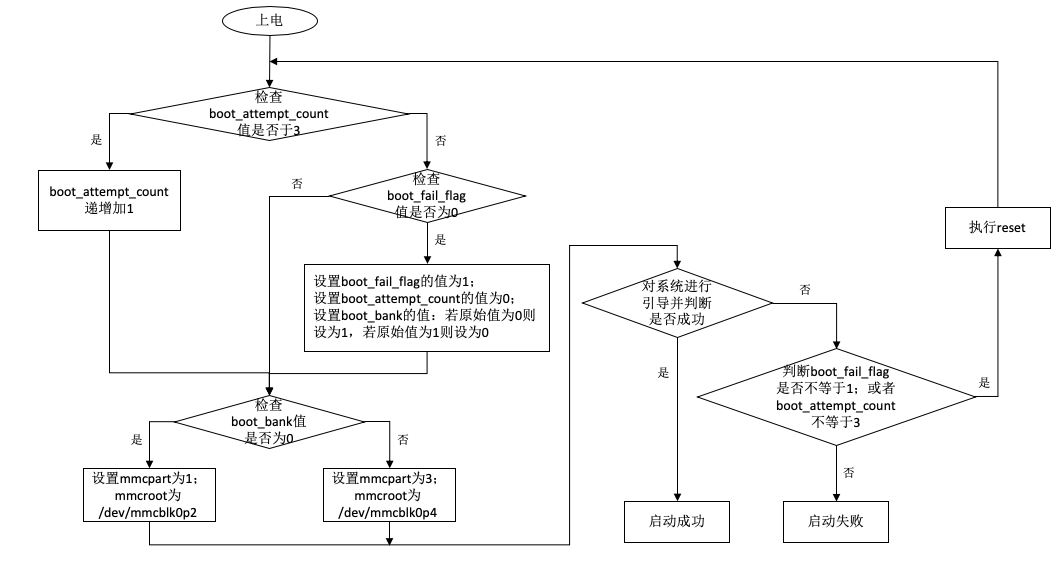 上电
检查
boot_attempt_count
值是否于3
是
否
boot_attempt_count
递增加1
检查
boot_fail_flag
值是否为0
否
是
设置boot_fail_flag的值为1；
设置boot_attempt_count的值为0；
设置boot_bank的值：若原始值为0则
设为1，若原始值为1则设为0
检查
boot_bank值
是否为0
是
否
设置mmcpart为1；
mmcroot为
/dev/mmcblk0p2
设置mmcpart为3；
mmcroot为
/dev/mmcblk0p4
对系统进行
引导并判断
是否成功
否
是
执行reset
判断boot_fail_flag
是否不等于1；或者
boot_attempt_count
不等于3
是
否
启动成功
启动失败